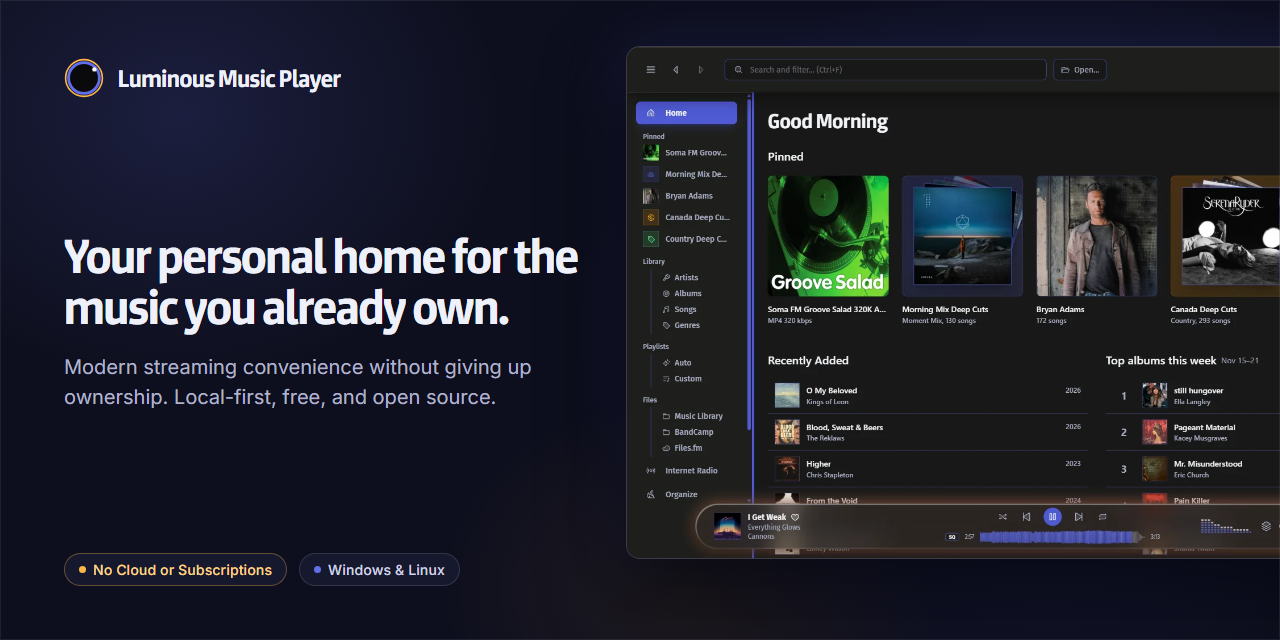 Luminous Music Player
Your personal home for the
music you already own.
Modern streaming convenience without giving up
ownership. Local-first, free, and open source.
No Cloud or Subscriptions
Windows & Linux
Search and filter... (Ctrl+F)
Open...
Home
Pinned
Soma FM Groov...
Morning Mix De...
Bryan Adams
Canada Deep Cu...
Country Deep C...
Library
Artists
Albums
Songs
Genres
Playlists
Auto
Custom
Files
Music Library
BandCamp
Files.fm
Internet Radio
Organize
Good Morning
Pinned
Groove Salad
SerenaRyder
Soma FM Groove Salad 320K A...
MP4 320 kbps
Morning Mix Deep Cuts
Moment Mix, 130 songs
Bryan Adams
172 songs
Canada Deep Cuts
Country, 293 songs
Recently Added
O My Beloved
Kings of Leon
2026
Blood, Sweat & Beers
The Reklaws
2026
Higher
Chris Stapleton
2023
From the Void
2024
Top albums this week Nov 15–21
1
still hungover
Ella Langley
2
Pageant Material
Kacey Musgraves
3
Mr. Misunderstood
Eric Church
Pain Killer
I Get Weak
Everything Glows
Cannons
SQ
2:57
3:13